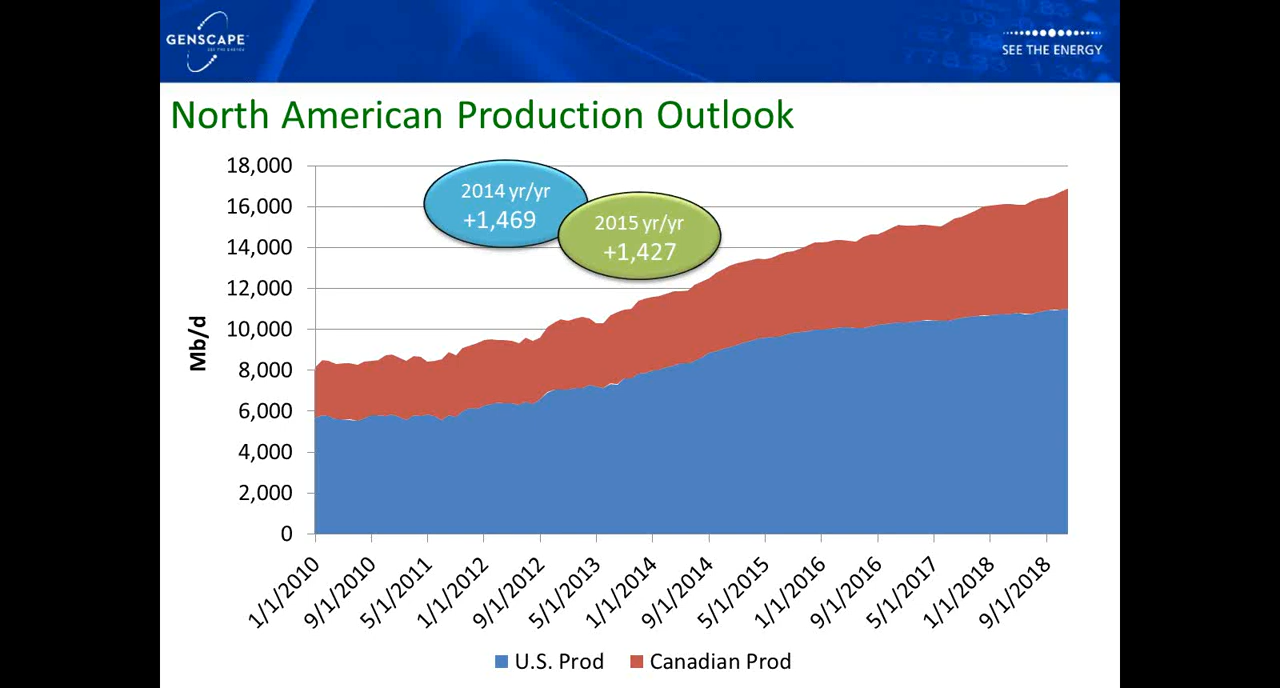 GENSCAPE
SEE THE ENERGY
SEE THE ENERGY
North American Production Outlook
18,000
16,000
14,000
12,000
10,000
8,000
6,000
4,000
2,000
0
Mb/d
2014 yr/yr
+1,469
2015 yr/yr
+1,427
1/1/2010
9/1/2010
5/1/2011
1/1/2012
9/1/2012
5/1/2013
1/1/2014
9/1/2014
5/1/2015
1/1/2016
9/1/2016
5/1/2017
1/1/2018
9/1/2018
U.S. Prod
Canadian Prod